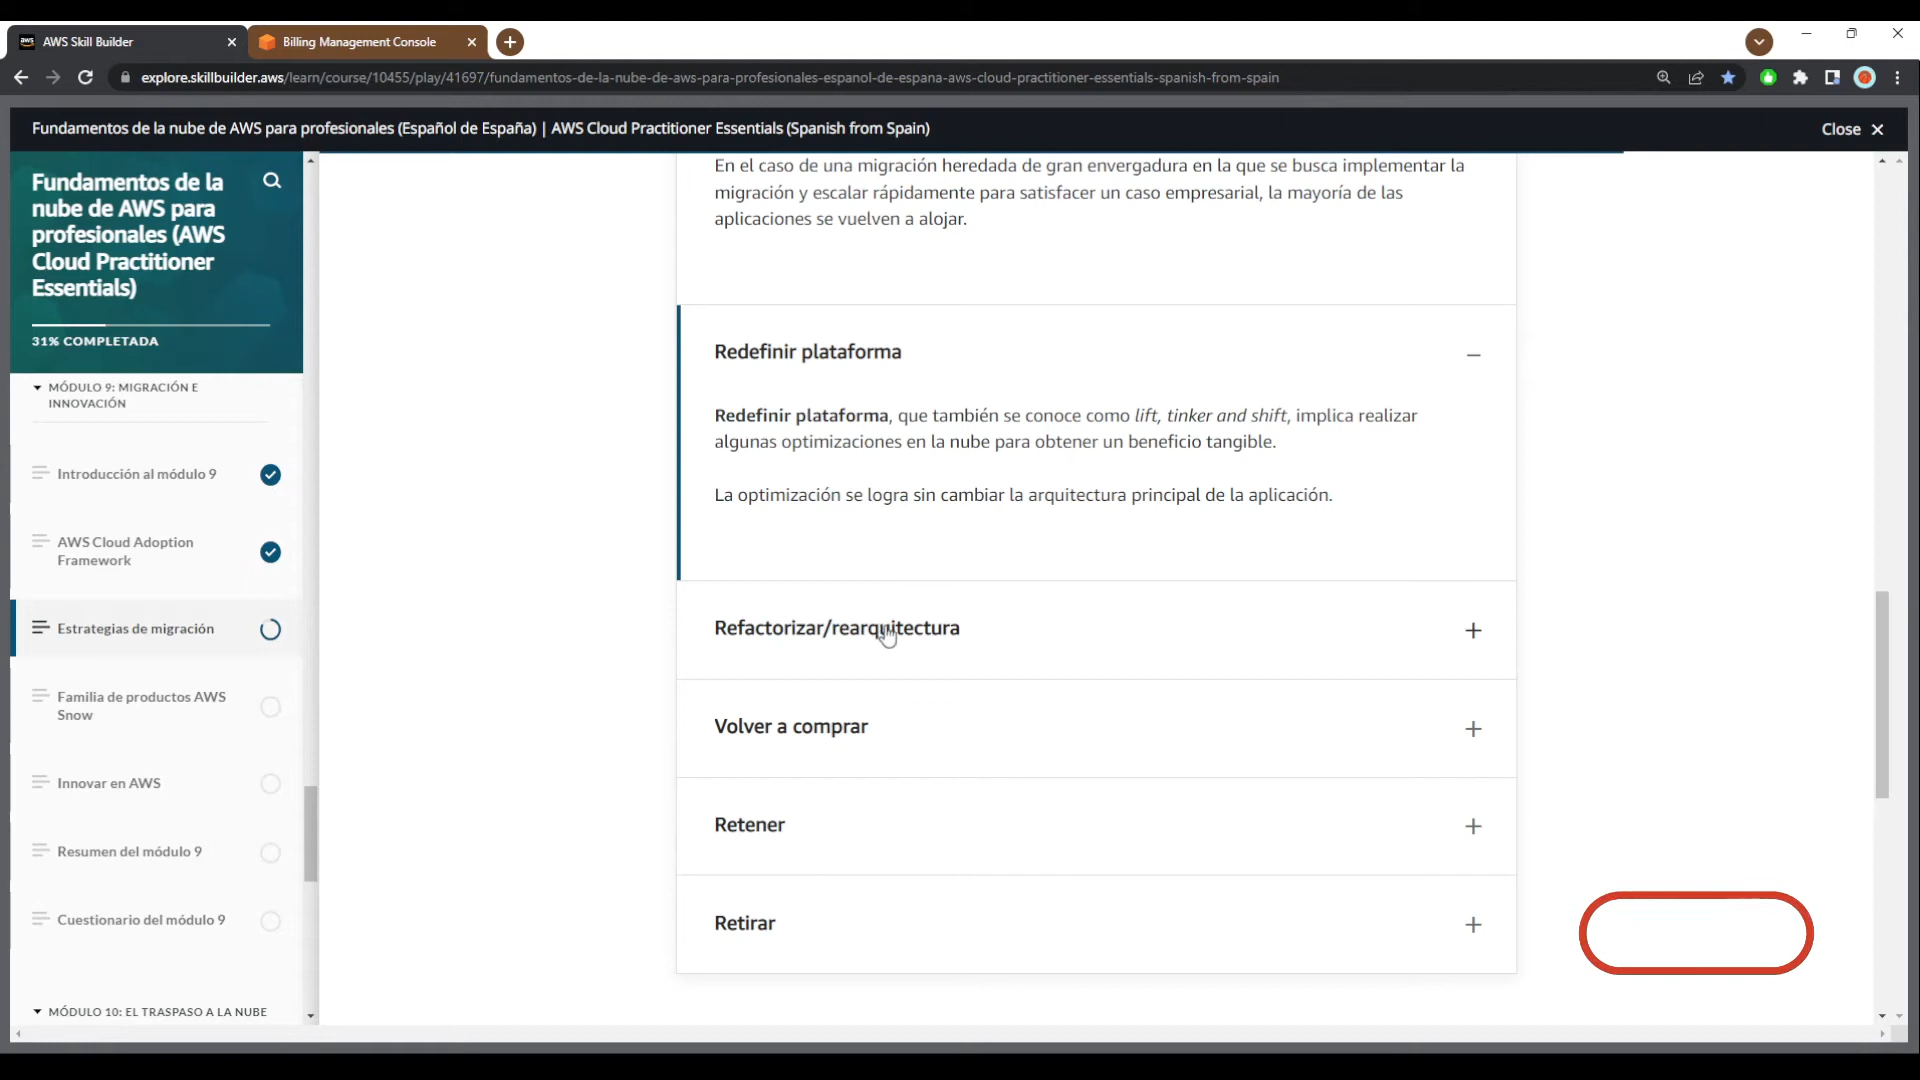 aws AWS Skill Builder
Billing Management Console
explore.skillbuilder.aws/learn/course/10455/play/41697/fundamentos-de-la-nube-de-aws-para-profesionales-espanol-de-espana-aws-cloud-practitioner-essentials-spanish-from-spain
Fundamentos de la nube de AWS para profesionales (Español de España) | AWS Cloud Practitioner Essentials (Spanish from Spain)
Close
Fundamentos de la
nube de AWS para
profesionales (AWS
Cloud Practitioner
Essentials)
31% COMPLETADA
MÓDULO 9: MIGRACIÓN E
INNOVACIÓN
Introducción al módulo 9
AWS Cloud Adoption
Framework
Estrategias de migración
Familia de productos AWS
Snow
Innovar en AWS
Resumen del módulo 9
Cuestionario del módulo 9
MÓDULO 10: EL TRASPASO A LA NUBE
En el caso de una migración heredada de gran envergadura en la que se busca implementar la
migración y escalar rápidamente para satisfacer un caso empresarial, la mayoría de las
aplicaciones se vuelven a alojar.
Redefinir plataforma
Redefinir plataforma, que también se conoce como lift, tinker and shift, implica realizar
algunas optimizaciones en la nube para obtener un beneficio tangible.
La optimización se logra sin cambiar la arquitectura principal de la aplicación.
Refactorizar/rearquitectura
Volver a comprar
Retener
Retirar